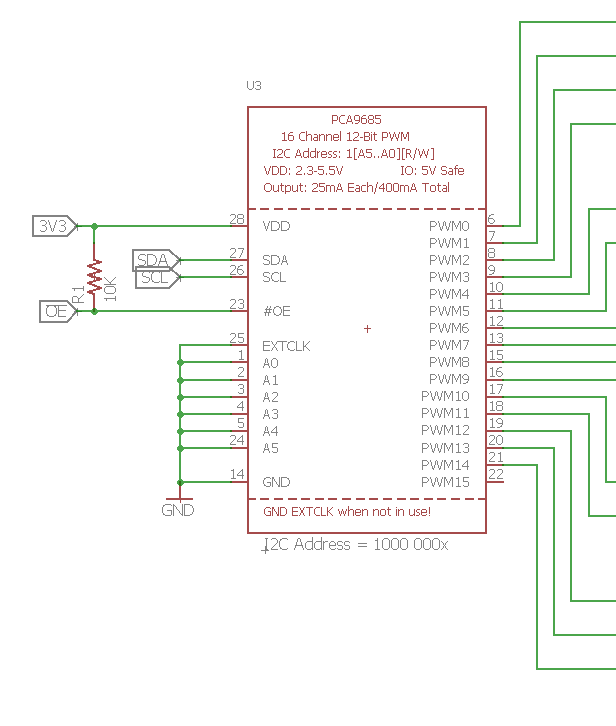 U3
PCA9685
16 Channel 12-Bit PWM
I2C Address: 1[A5..A0][R/W]
VDD: 2.3-5.5V IO: 5V Safe
Output: 25mA Each/400mA Total
3V3 28 VDD PWM0 6
PWM1 7
SDA 27 SDA PWM2 8
SCL 26 SCL PWM3 9
R1 10K
PWM4 10
OE 23 #OE PWM5 11
PWM6 12
25 EXTCLK PWM7 13
1 A0 PWM8 15
2 A1 PWM9 16
3 A2 PWM10 17
4 A3 PWM11 18
5 A4 PWM12 19
24 A5 PWM13 20
PWM14 21
14 GND PWM15 22
GND
GND EXTCLK when not in use!
I2C Address = 1000 000x